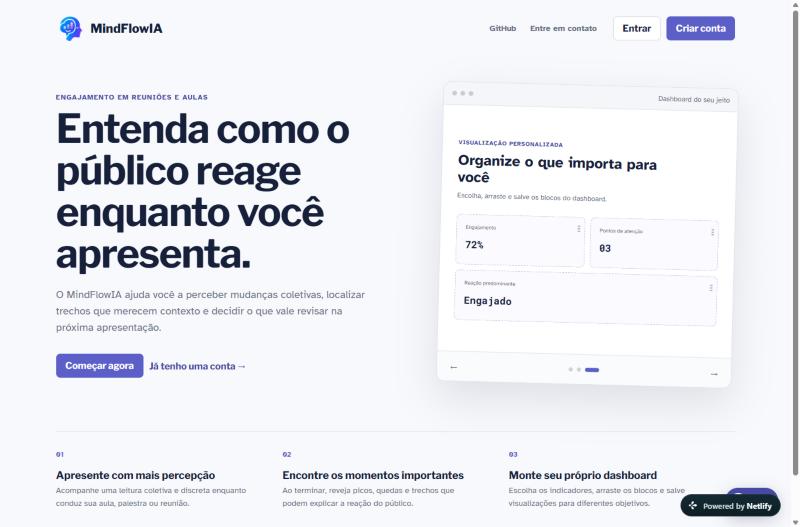 MindFlowIA
GitHub
Entre em contato
Entrar
Criar conta
ENGAJAMENTO EM REUNIÕES E AULAS
Entenda como o
público reage
enquanto você
apresenta.
O MindFlowIA ajuda você a perceber mudanças coletivas, localizar
trechos que merecem contexto e decidir o que vale revisar na
próxima apresentação.
Começar agora
Já tenho uma conta →
Dashboard do seu jeito
VISUALIZAÇÃO PERSONALIZADA
Organize o que importa para
você
Escolha, arraste e salve os blocos do dashboard.
Engajamento
72%
Pontos de atenção
03
Reação predominante
Engajado
←
→
01
Apresente com mais percepção
Acompanhe uma leitura coletiva e discreta enquanto
conduz sua aula, palestra ou reunião.
02
Encontre os momentos importantes
Ao terminar, reveja picos, quedas e trechos que
podem explicar a reação do público.
03
Monte seu próprio dashboard
Escolha os indicadores, arraste os blocos e salve
visualizações para diferentes objetivos.
Powered by Netlify